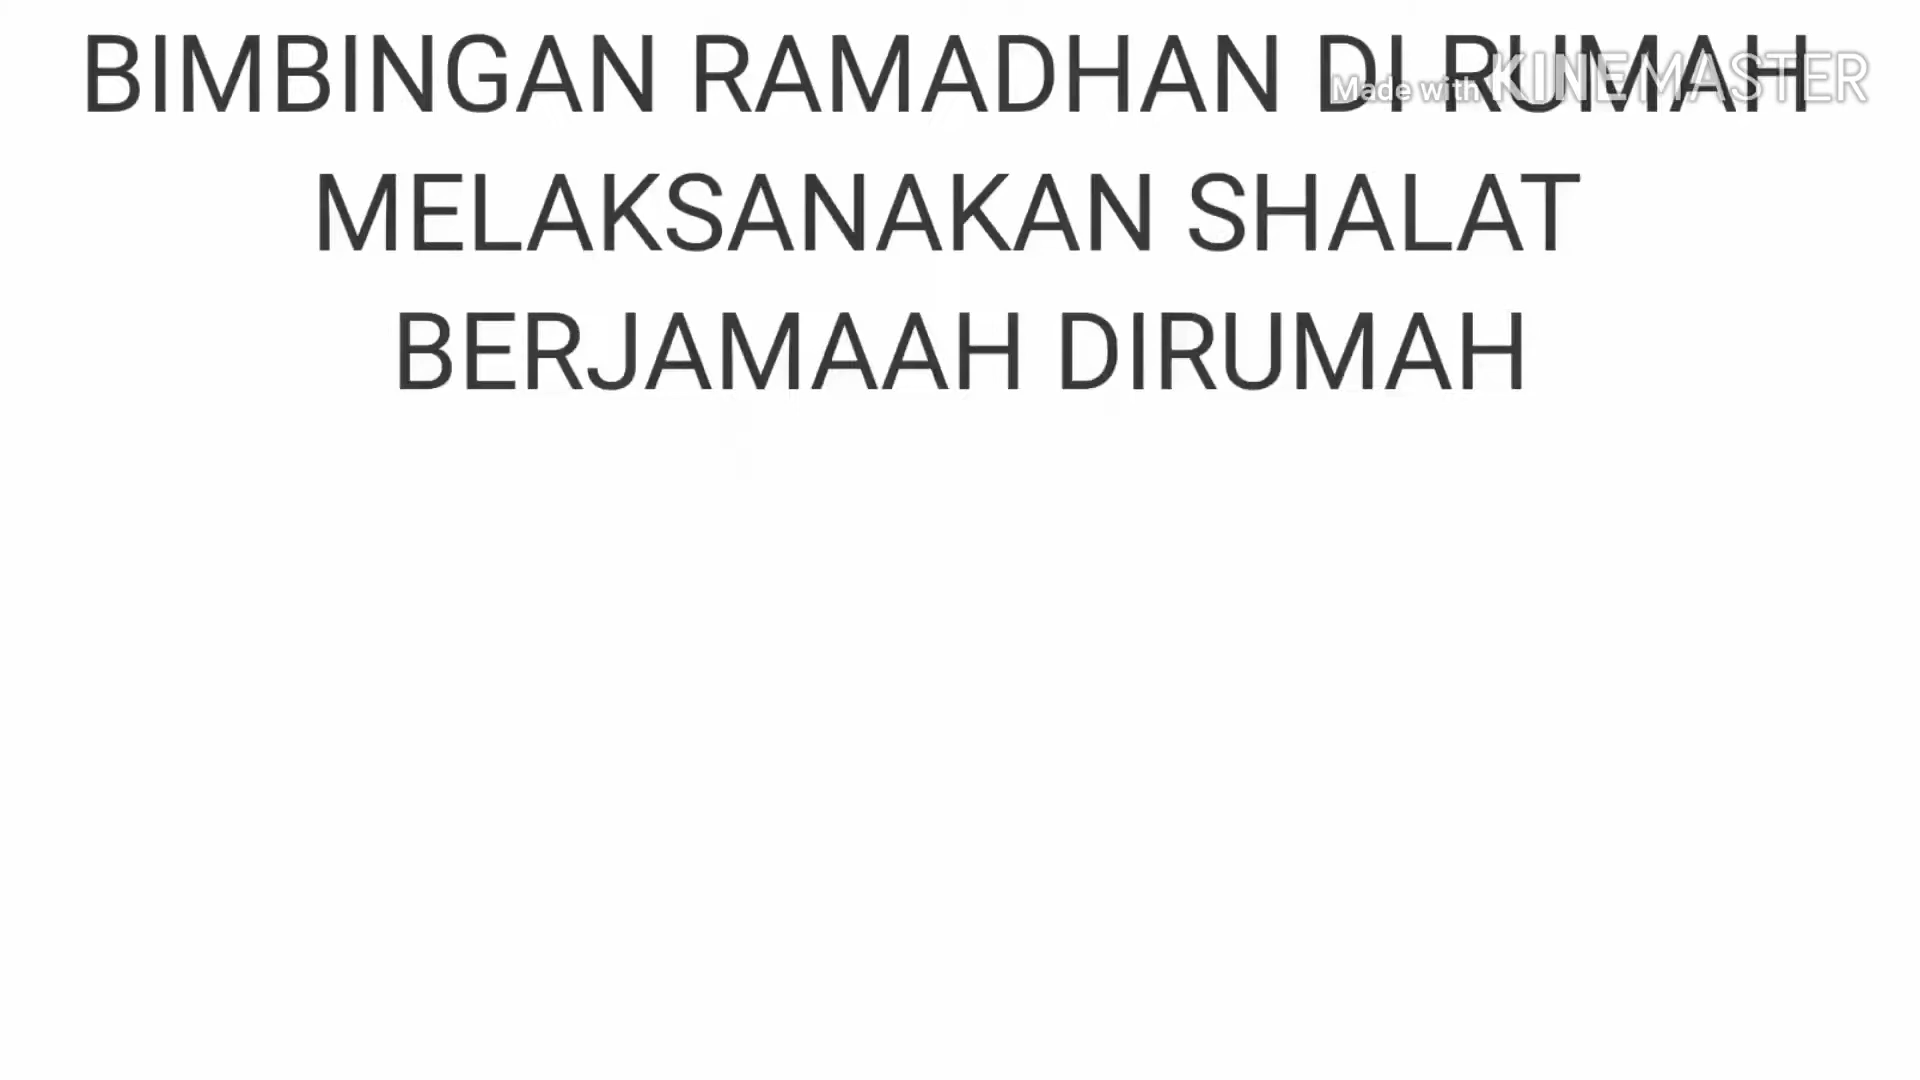 BIMBINGAN RAMADHAN DI RUMAH
Made with KINEMASTER
MELAKSANAKAN SHALAT
BERJAMAAH DIRUMAH